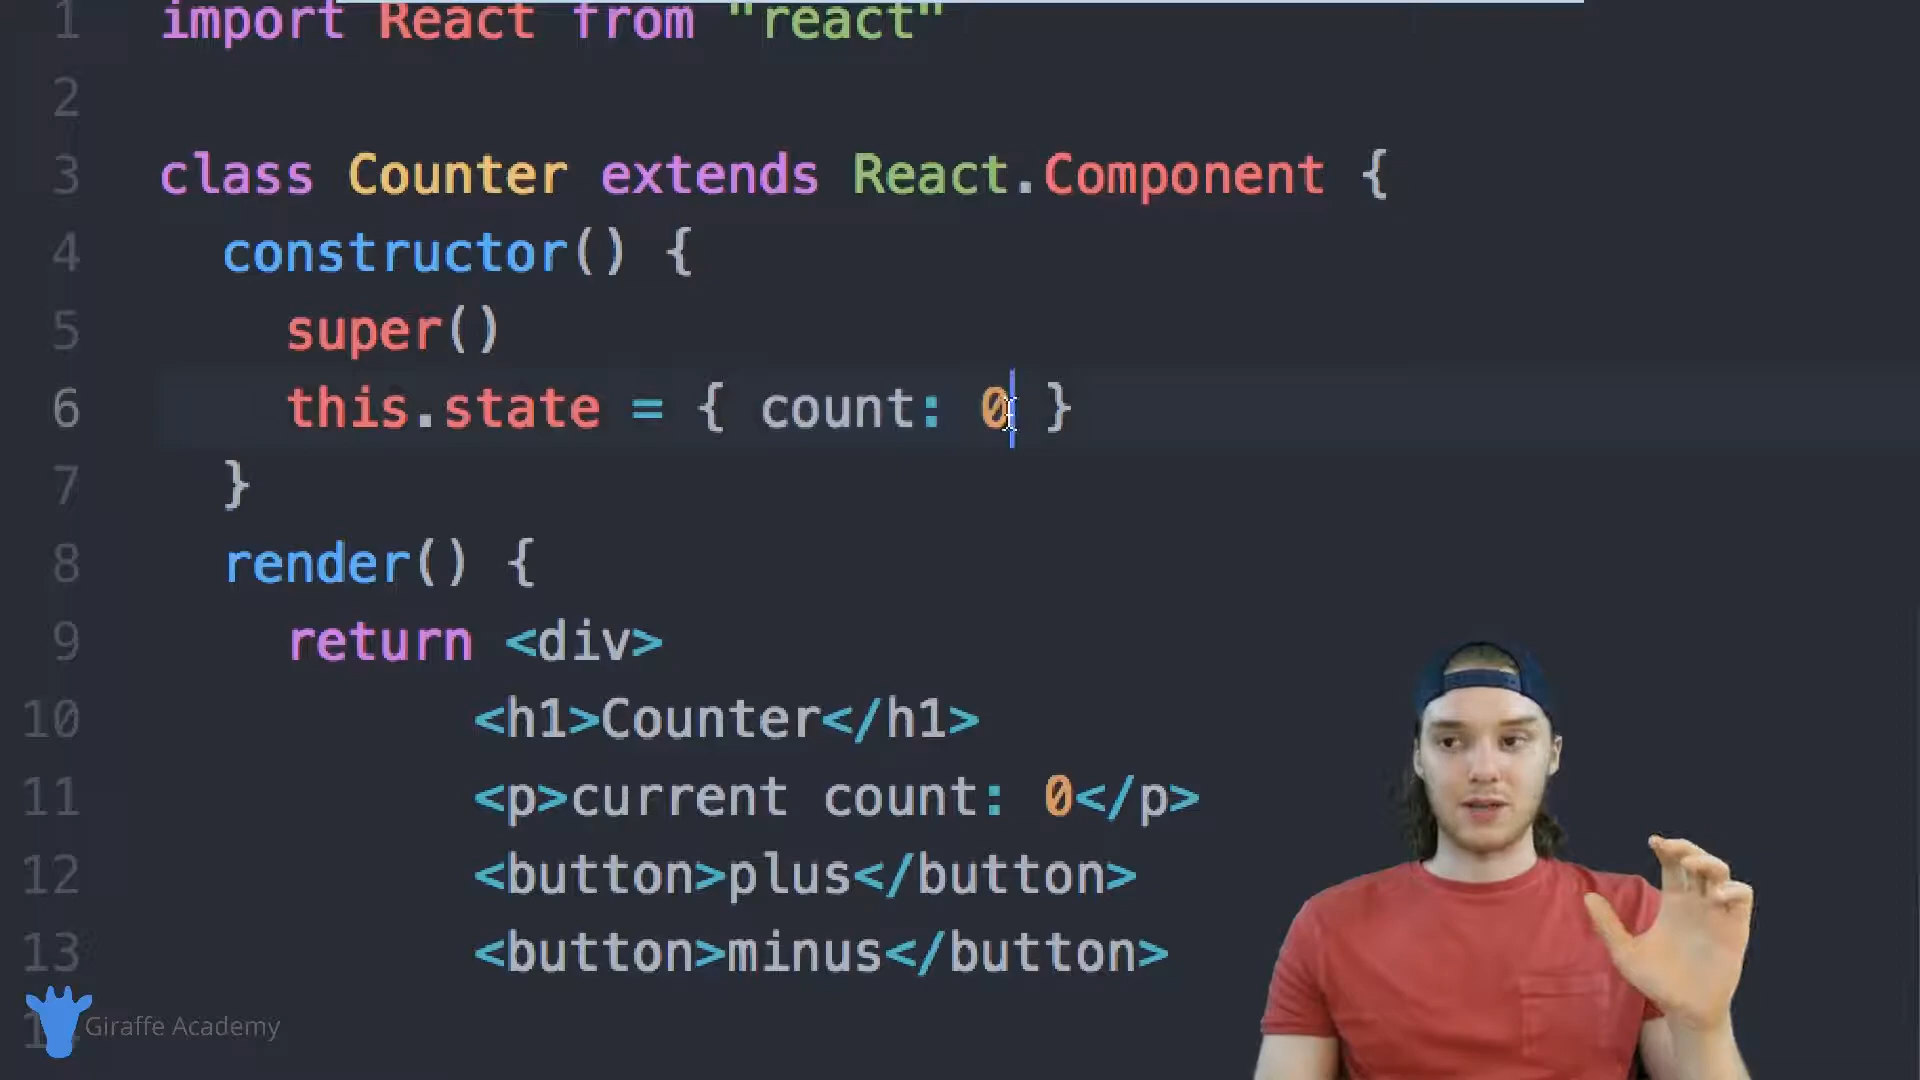 1 import React from "react"
2
3 class Counter extends React.Component {
4 constructor() {
5 super()
6 this.state = { count: 0 }
7 }
8 render() {
9 return <div>
10 <h1>Counter</h1>
11 <p>current count: 0</p>
12 <button>plus</button>
13 <button>minus</button>
Giraffe Academy